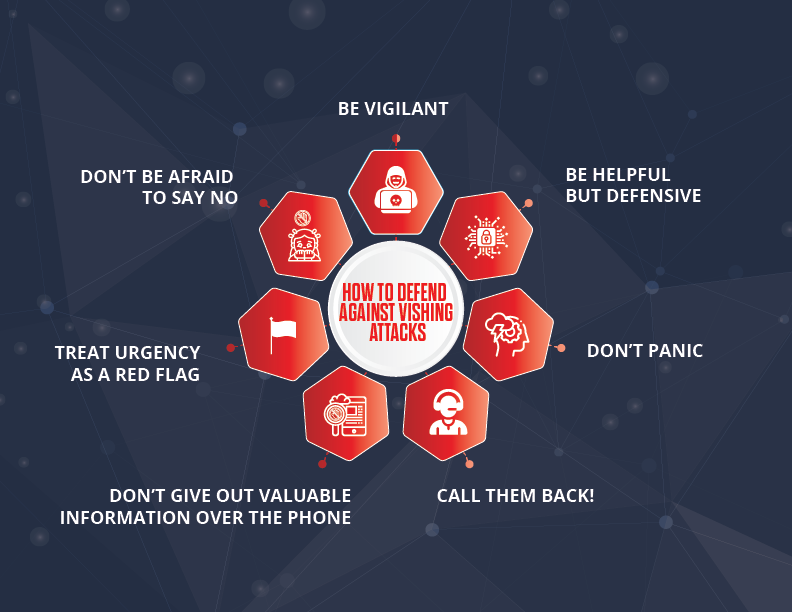 BE VIGILANT
DON'T BE AFRAID
TO SAY NO
BE HELPFUL
BUT DEFENSIVE
HOW TO DEFEND
AGAINST VISHING
ATTACKS
TREAT URGENCY
AS A RED FLAG
DON'T PANIC
DON'T GIVE OUT VALUABLE
INFORMATION OVER THE PHONE
CALL THEM BACK!